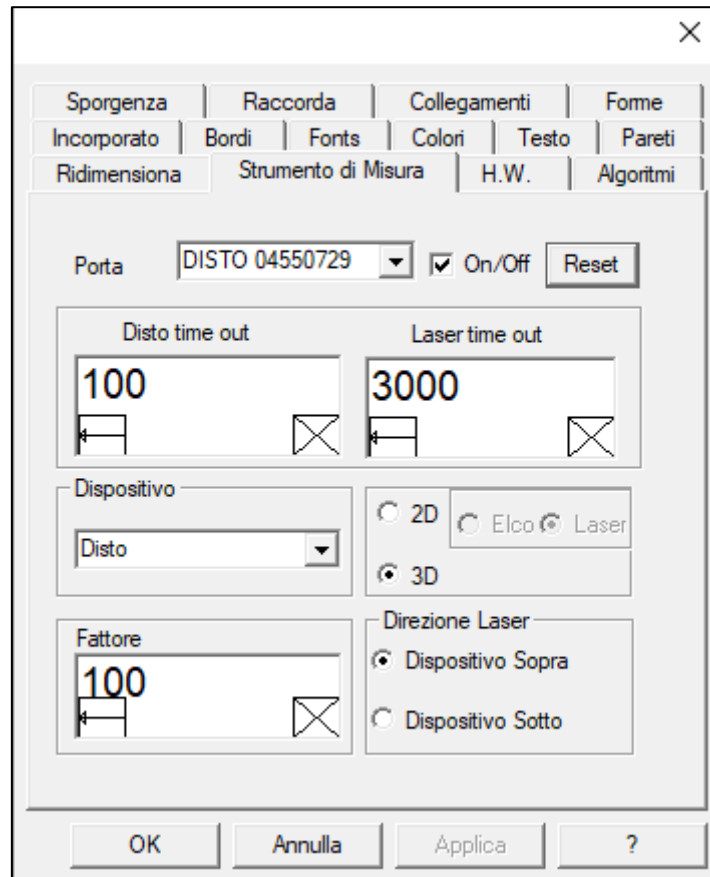 Sporgenza Raccorda Collegamenti Forme
Incorporato Bordi Fonts Colori Testo Pareti
Ridimensiona Strumento di Misura H.W. Algoritmi
Porta DISTO 04550729 On/Off Reset
Disto time out Laser time out
100 3000
Dispositivo
2D Elco Laser
Disto
3D
Fattore Direzione Laser
100 Dispositivo Sopra
Dispositivo Sotto
OK Annulla Applica ?